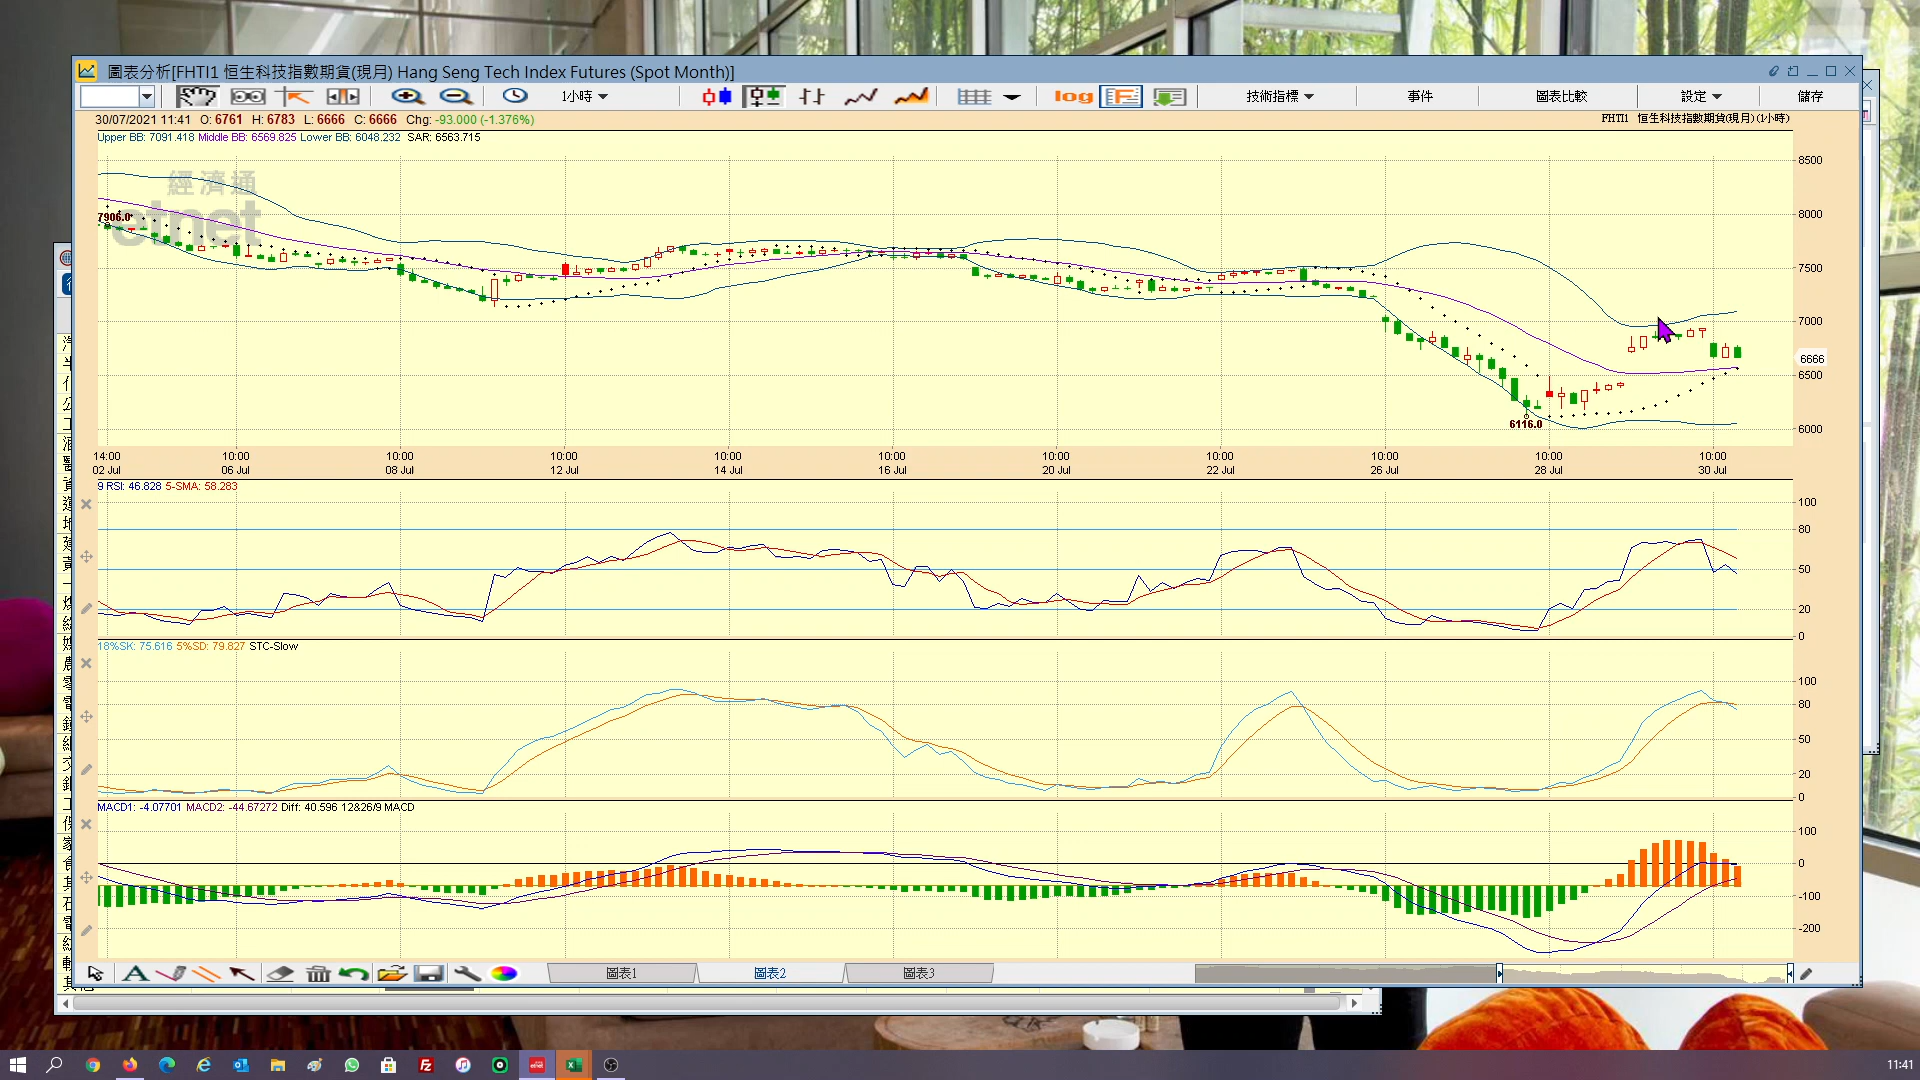 圖表分析[FHTI1 恒生科技指數期貨(現月) Hang Seng Tech Index Futures (Spot Month)]
1小時
log
技術指標
事件
圖表比較
設定
儲存
30/07/2021 11:41 O: 6761 H: 6783 L: 6666 C: 6666 Chg: -93.000 (-1.376%)
FHTI1 恒生科技指數期貨(現月) (1小時)
Upper BB: 7091.418 Middle BB: 6569.825 Lower BB: 6048.232 SAR: 6563.715
經濟通
etnet
7906.0
6116.0
8500
8000
7500
7000
6666
6500
6000
14:00 10:00 10:00 10:00 10:00 10:00 10:00 10:00 10:00 10:00 10:00
02 Jul 06 Jul 08 Jul 12 Jul 14 Jul 16 Jul 20 Jul 22 Jul 26 Jul 28 Jul 30 Jul
9 RSI: 46.828 5-SMA: 58.283
100
80
50
20
0
18%SK: 75.616 5%SD: 79.827 STC-Slow
100
80
50
20
0
MACD1: -4.07701 MACD2: -44.67272 Diff: 40.596 12&26/9 MACD
100
0
-100
-200
圖表1
圖表2
圖表3
11:41